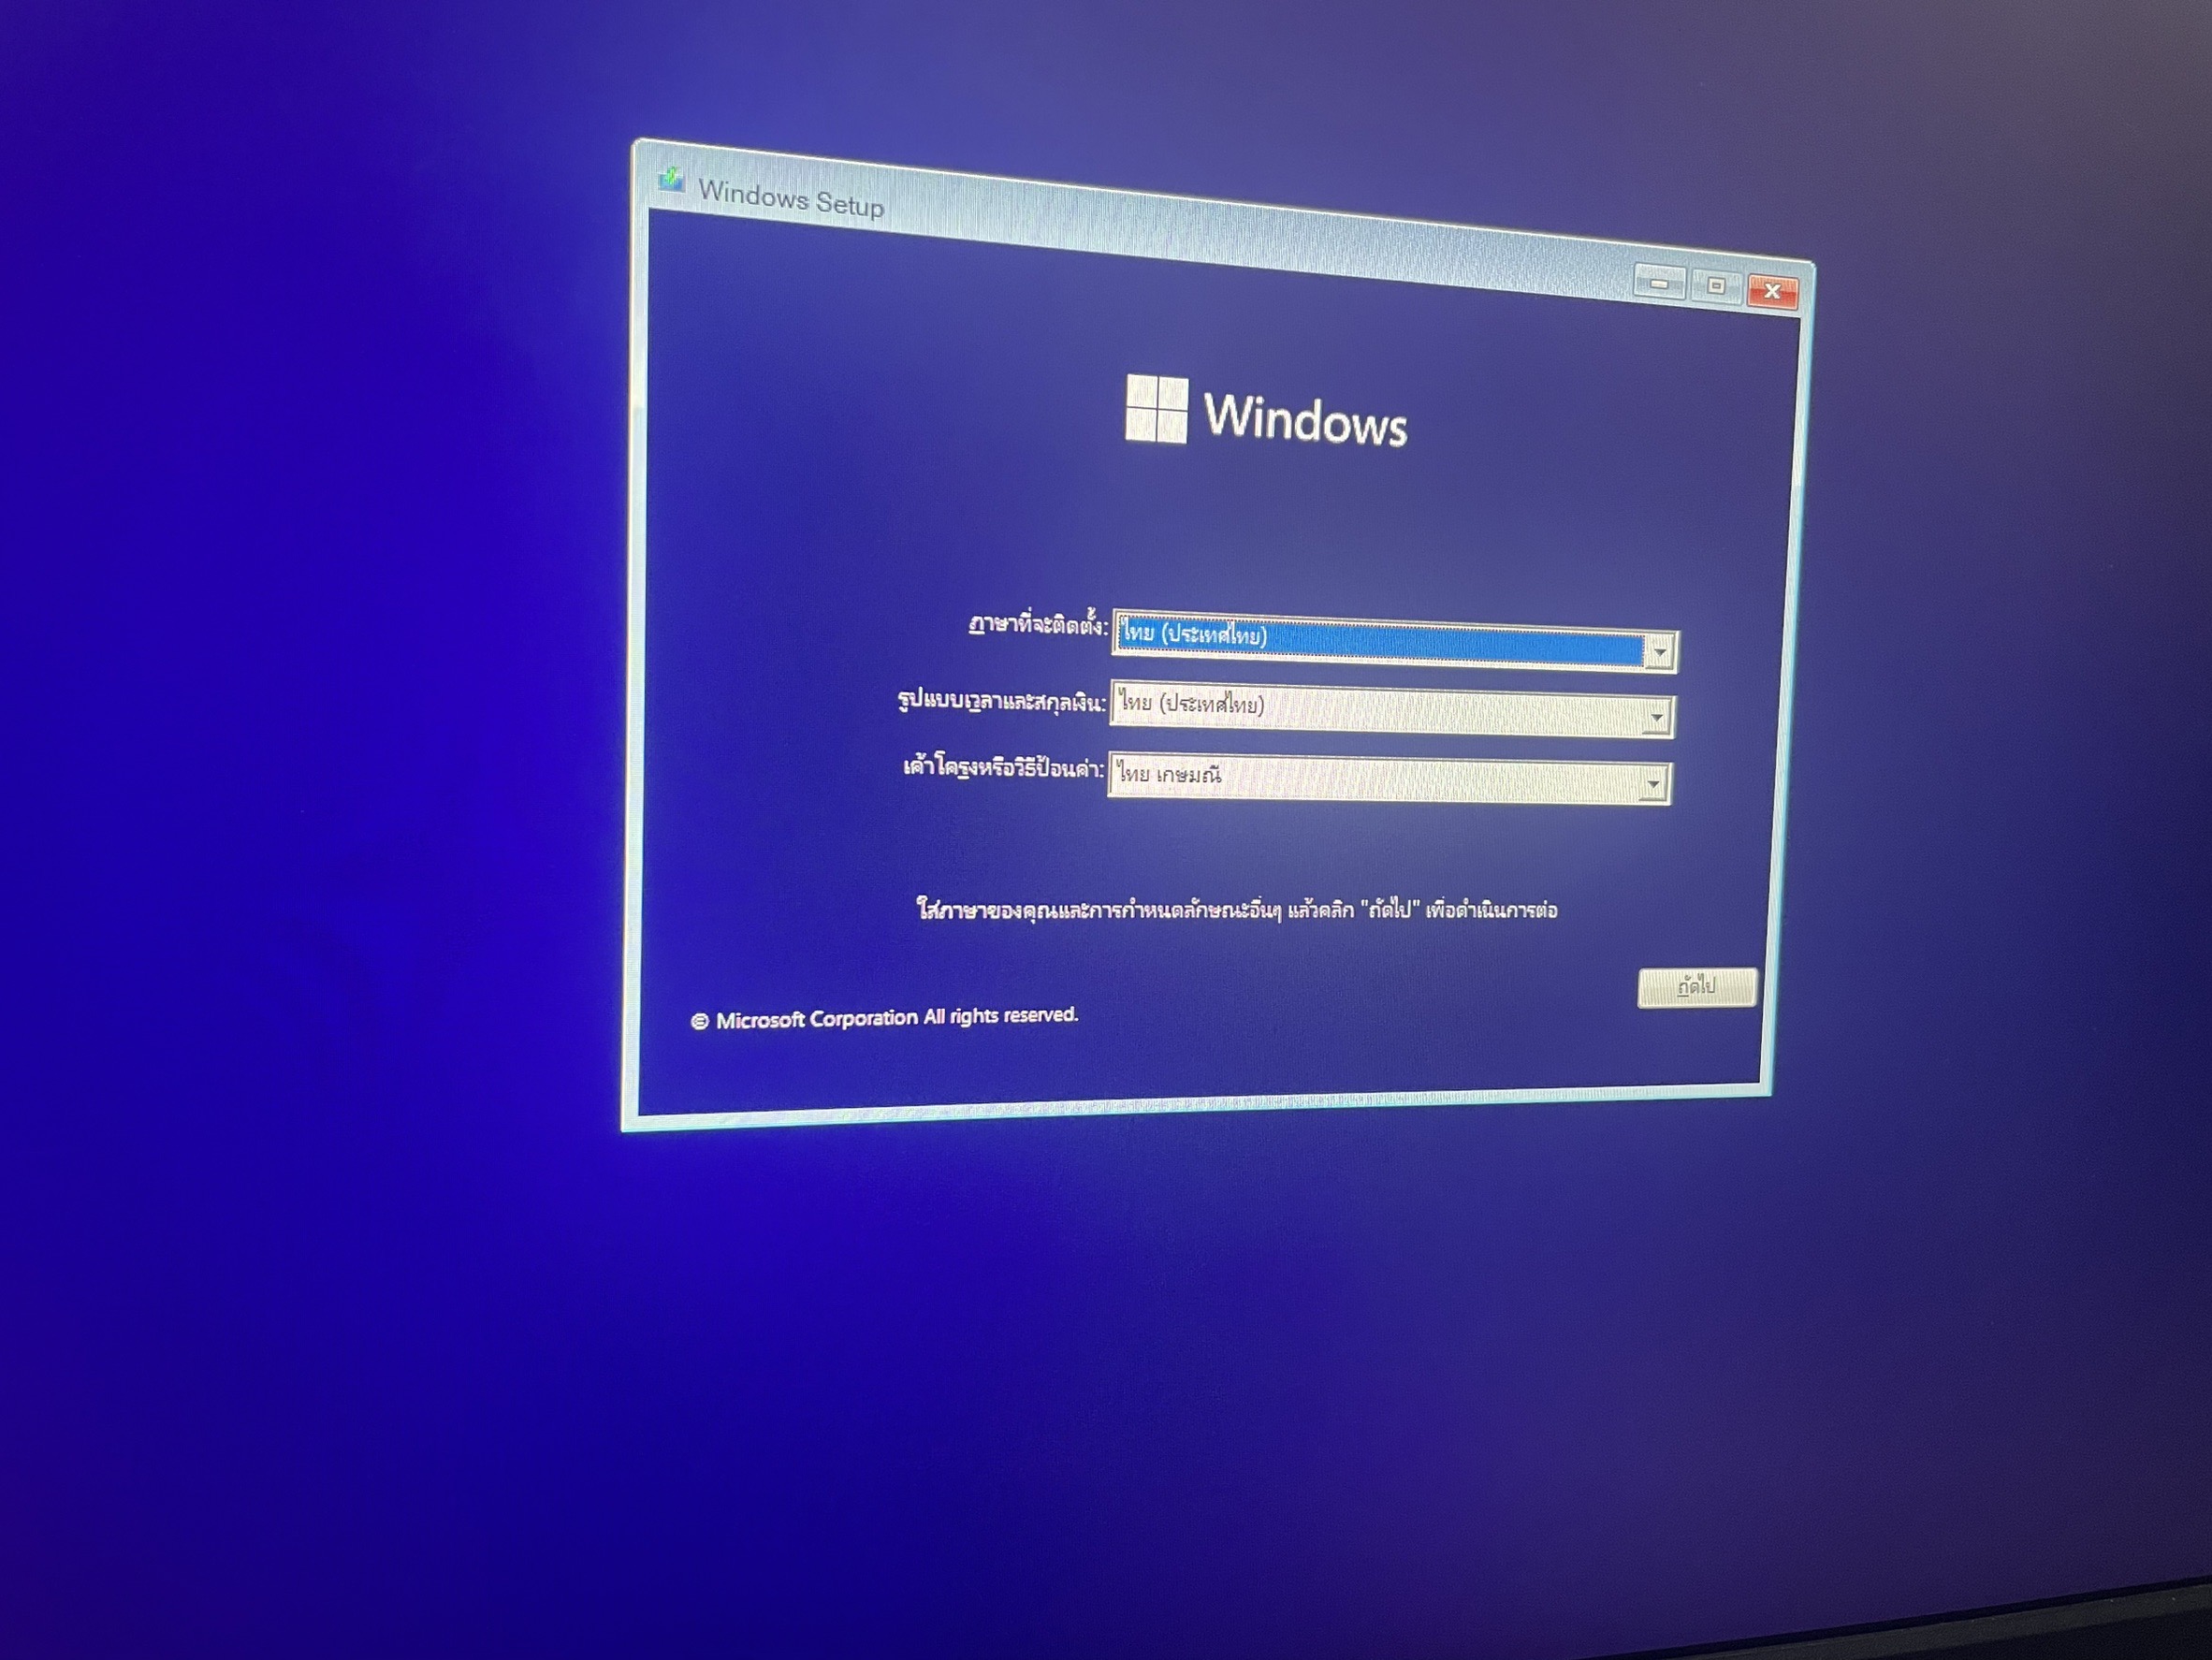 Windows Setup
Windows
ภาษาที่จะติดตั้ง: ไทย (ประเทศไทย)
รูปแบบเวลาและสกุลเงิน: ไทย (ประเทศไทย)
เค้าโครงหรือวิธีป้อนค่า: ไทย เกษมณี
ใส่ภาษาของคุณและการกำหนดลักษณะอื่นๆ แล้วคลิก "ถัดไป" เพื่อดำเนินการต่อ
ถัดไป
© Microsoft Corporation All rights reserved.